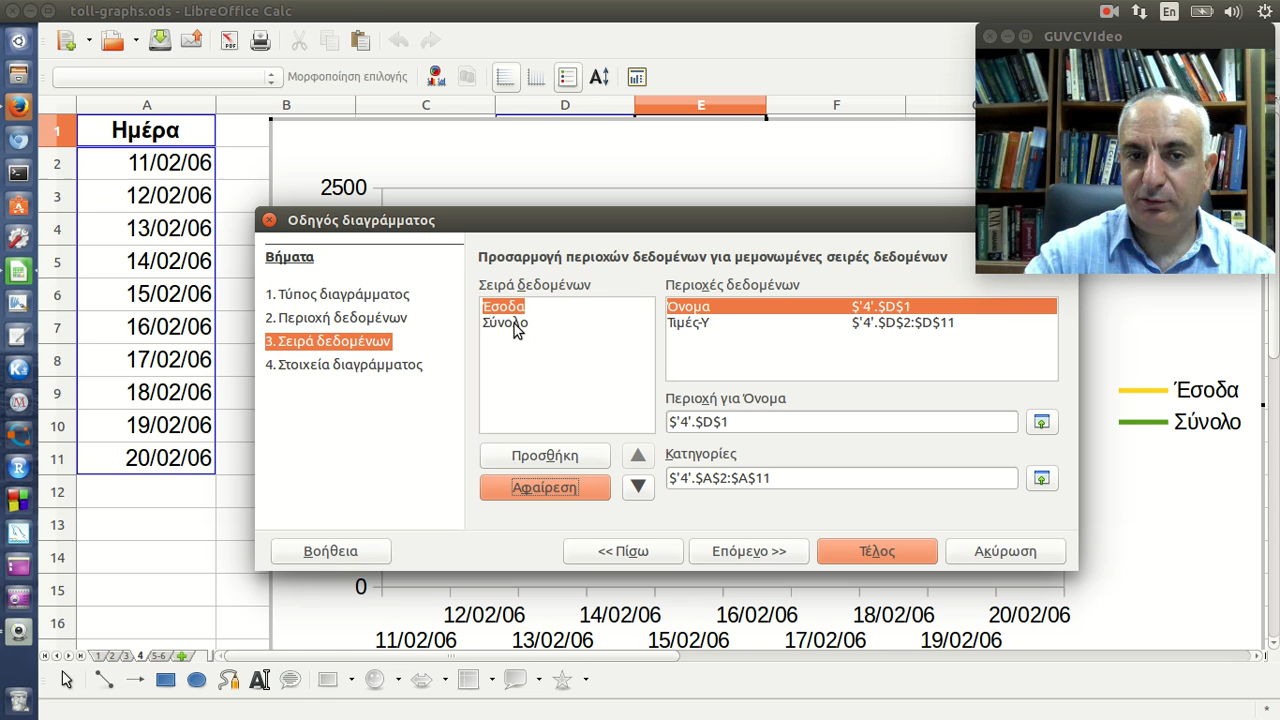 toll-graphs.ods - LibreOffice Calc
En
GUVCVIdeo
Μορφοποίηση επιλογής
A B C D E F
1 Ημέρα
2 11/02/06
3 12/02/06
4 13/02/06
5 14/02/06
6 15/02/06
7 16/02/06
8 17/02/06
9 18/02/06
10 19/02/06
11 20/02/06
12
13
14
15
16
2500
Οδηγός διαγράμματος
Βήματα
1. Τύπος διαγράμματος
2. Περιοχή δεδομένων
3. Σειρά δεδομένων
4. Στοιχεία διαγράμματος
Προσαρμογή περιοχών δεδομένων για μεμονωμένες σειρές δεδομένων
Σειρά δεδομένων
Έσοδα
Σύνολο
Περιοχές δεδομένων
Όνομα $'4'.$D$1
Τιμές-Y $'4'.$D$2:$D$11
Περιοχή για Όνομα
$'4'.$D$1
Κατηγορίες
$'4'.$A$2:$A$11
Προσθήκη
Αφαίρεση
Βοήθεια
<< Πίσω
Επόμενο >>
Τέλος
Ακύρωση
Έσοδα
Σύνολο
0
12/02/06 14/02/06 16/02/06 18/02/06 20/02/06
11/02/06 13/02/06 15/02/06 17/02/06 19/02/06
1 2 3 4 5-6